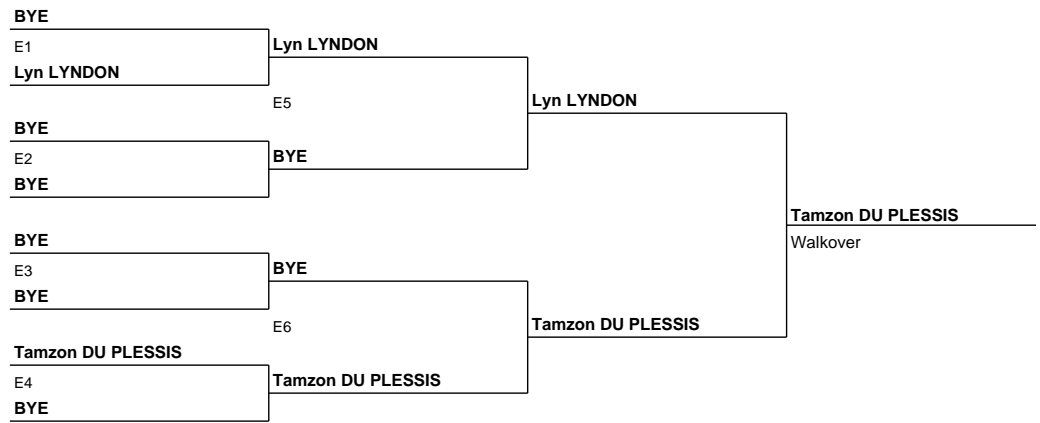 BYE
E1
Lyn LYNDON
Lyn LYNDON
E5
Lyn LYNDON
BYE
E2
BYE
BYE
Tamzon DU PLESSIS
Walkover
BYE
E3
BYE
BYE
E6
Tamzon DU PLESSIS
Tamzon DU PLESSIS
E4
Tamzon DU PLESSIS
BYE